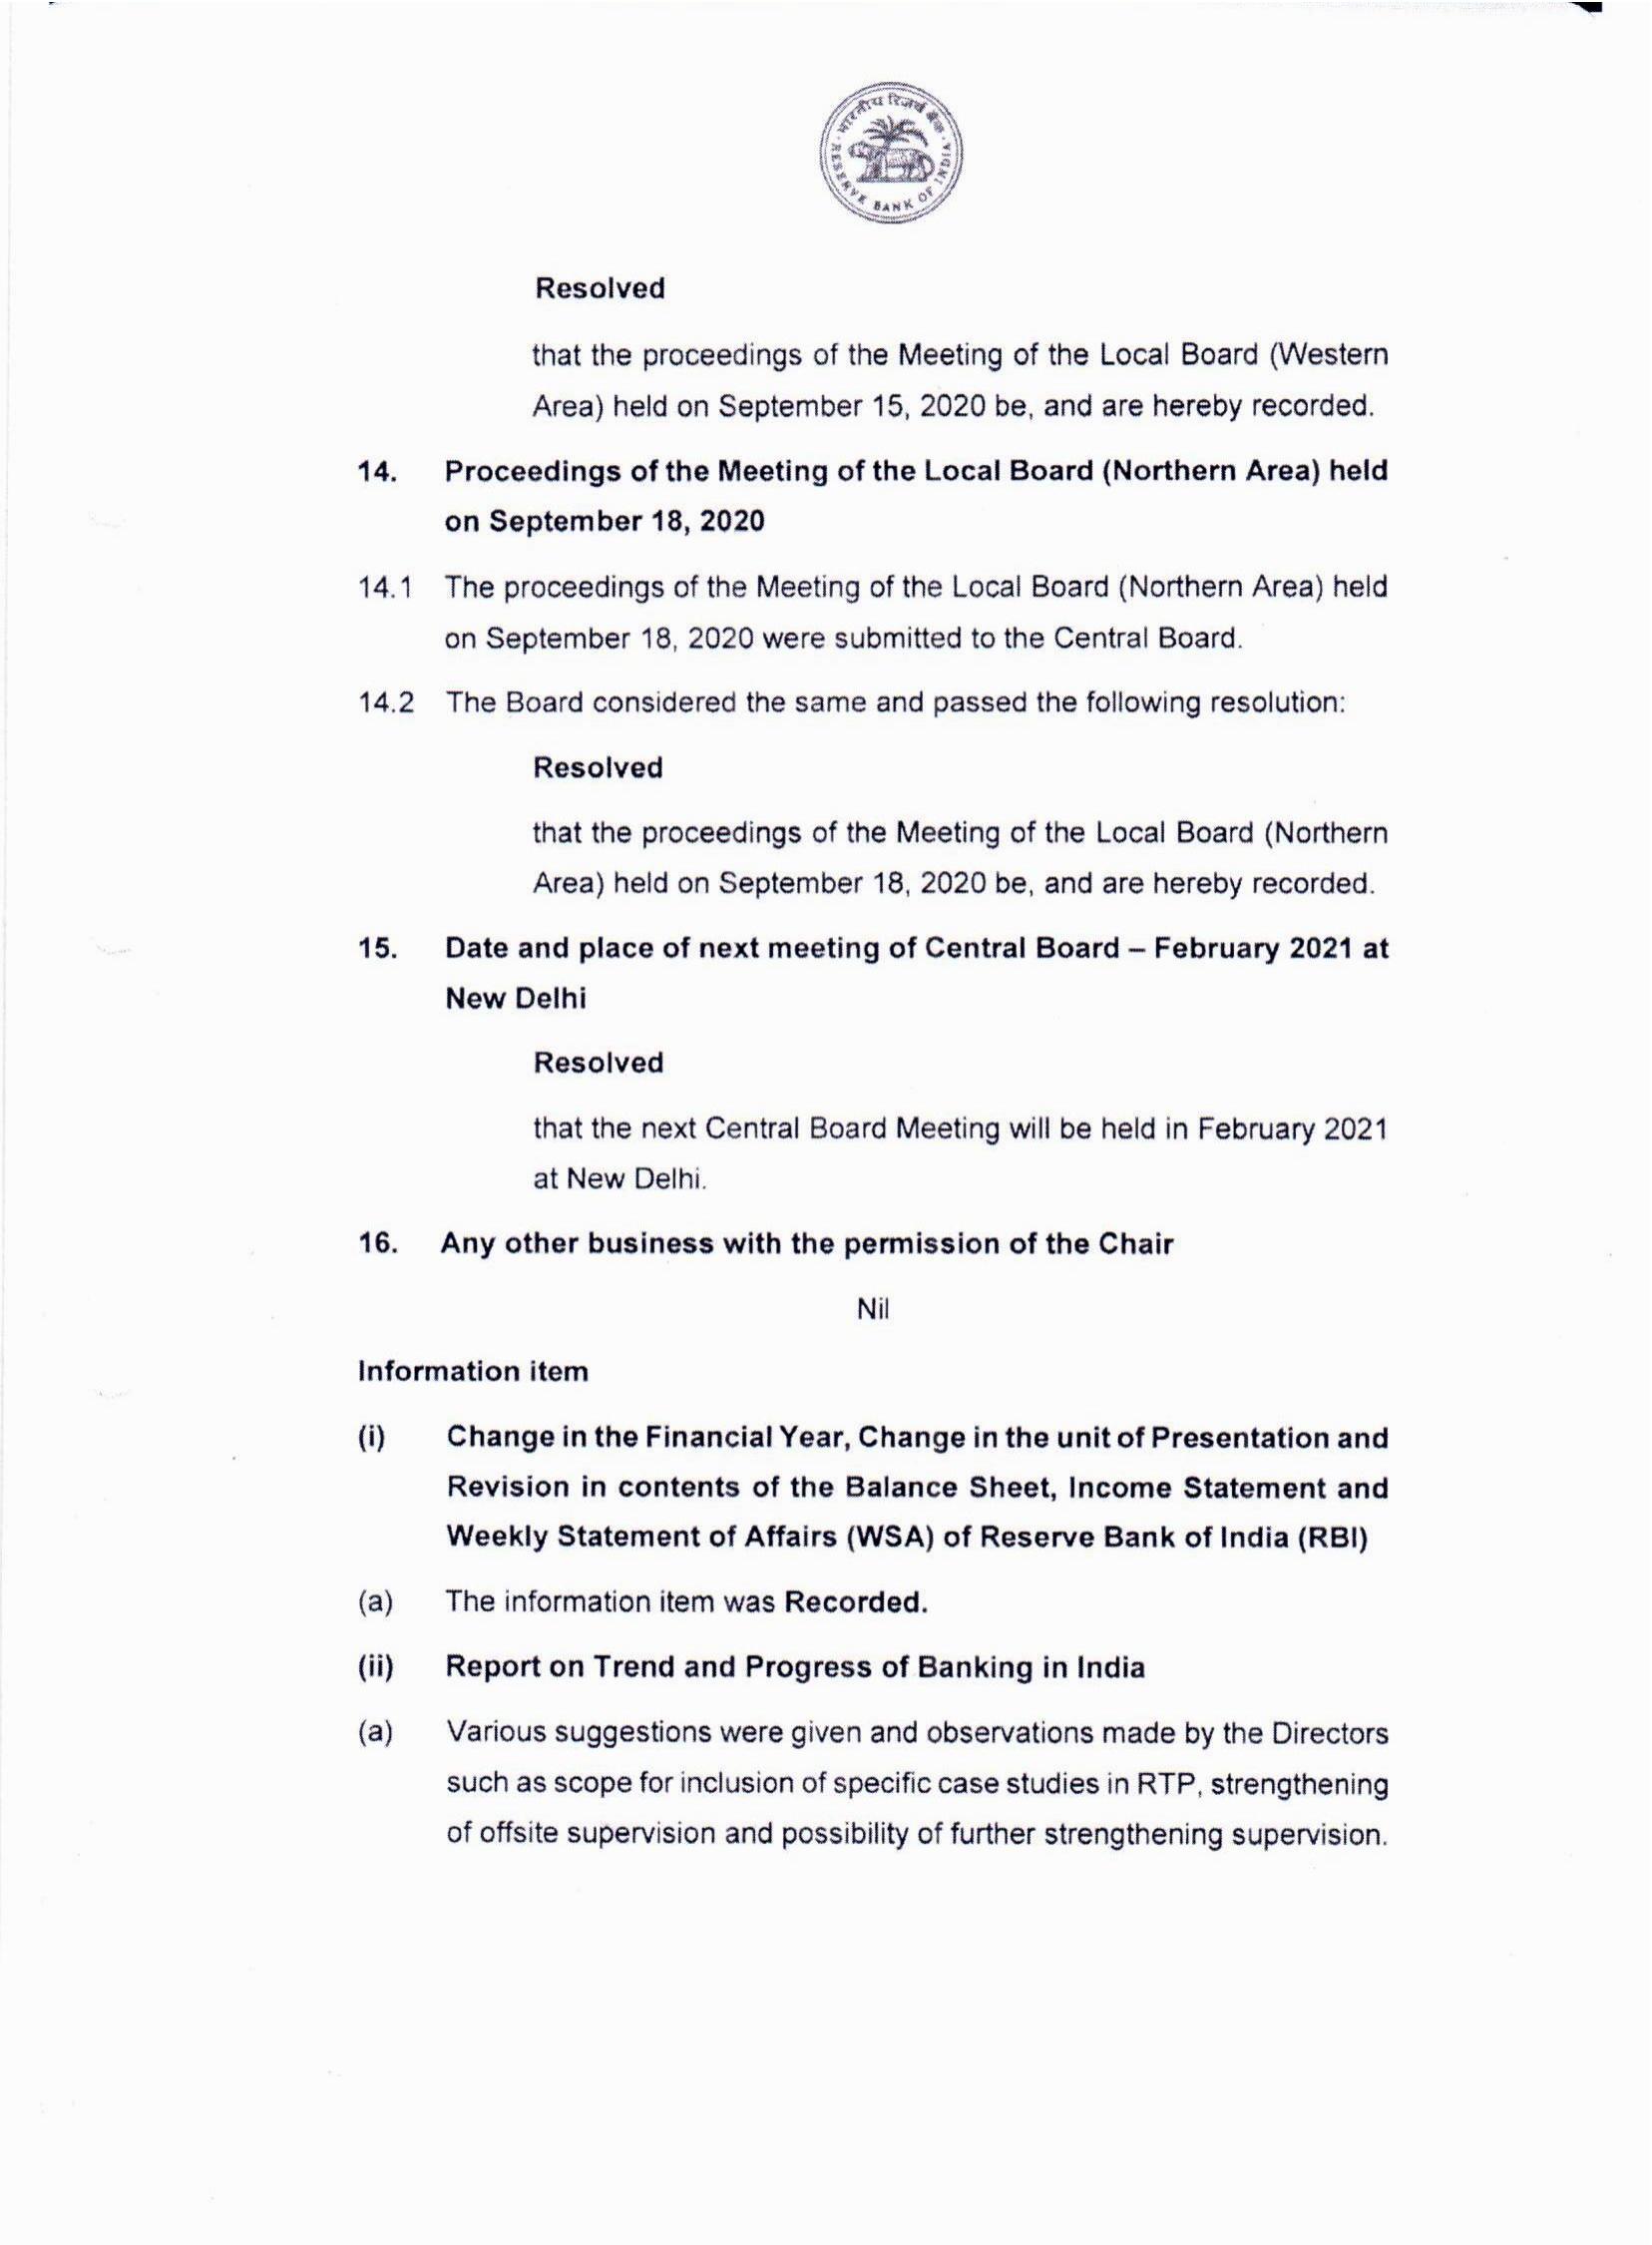 भारतीय रिज़र्व बैंक
RESERVE BANK OF INDIA
Resolved
that the proceedings of the Meeting of the Local Board (Western
Area) held on September 15, 2020 be, and are hereby recorded.
14. Proceedings of the Meeting of the Local Board (Northern Area) held
on September 18, 2020
14.1 The proceedings of the Meeting of the Local Board (Northern Area) held
on September 18, 2020 were submitted to the Central Board.
14.2 The Board considered the same and passed the following resolution:
Resolved
that the proceedings of the Meeting of the Local Board (Northern
Area) held on September 18, 2020 be, and are hereby recorded.
15. Date and place of next meeting of Central Board – February 2021 at
New Delhi
Resolved
that the next Central Board Meeting will be held in February 2021
at New Delhi.
16. Any other business with the permission of the Chair
Nil
Information item
(i) Change in the Financial Year, Change in the unit of Presentation and
Revision in contents of the Balance Sheet, Income Statement and
Weekly Statement of Affairs (WSA) of Reserve Bank of India (RBI)
(a) The information item was Recorded.
(ii) Report on Trend and Progress of Banking in India
(a) Various suggestions were given and observations made by the Directors
such as scope for inclusion of specific case studies in RTP, strengthening
of offsite supervision and possibility of further strengthening supervision.